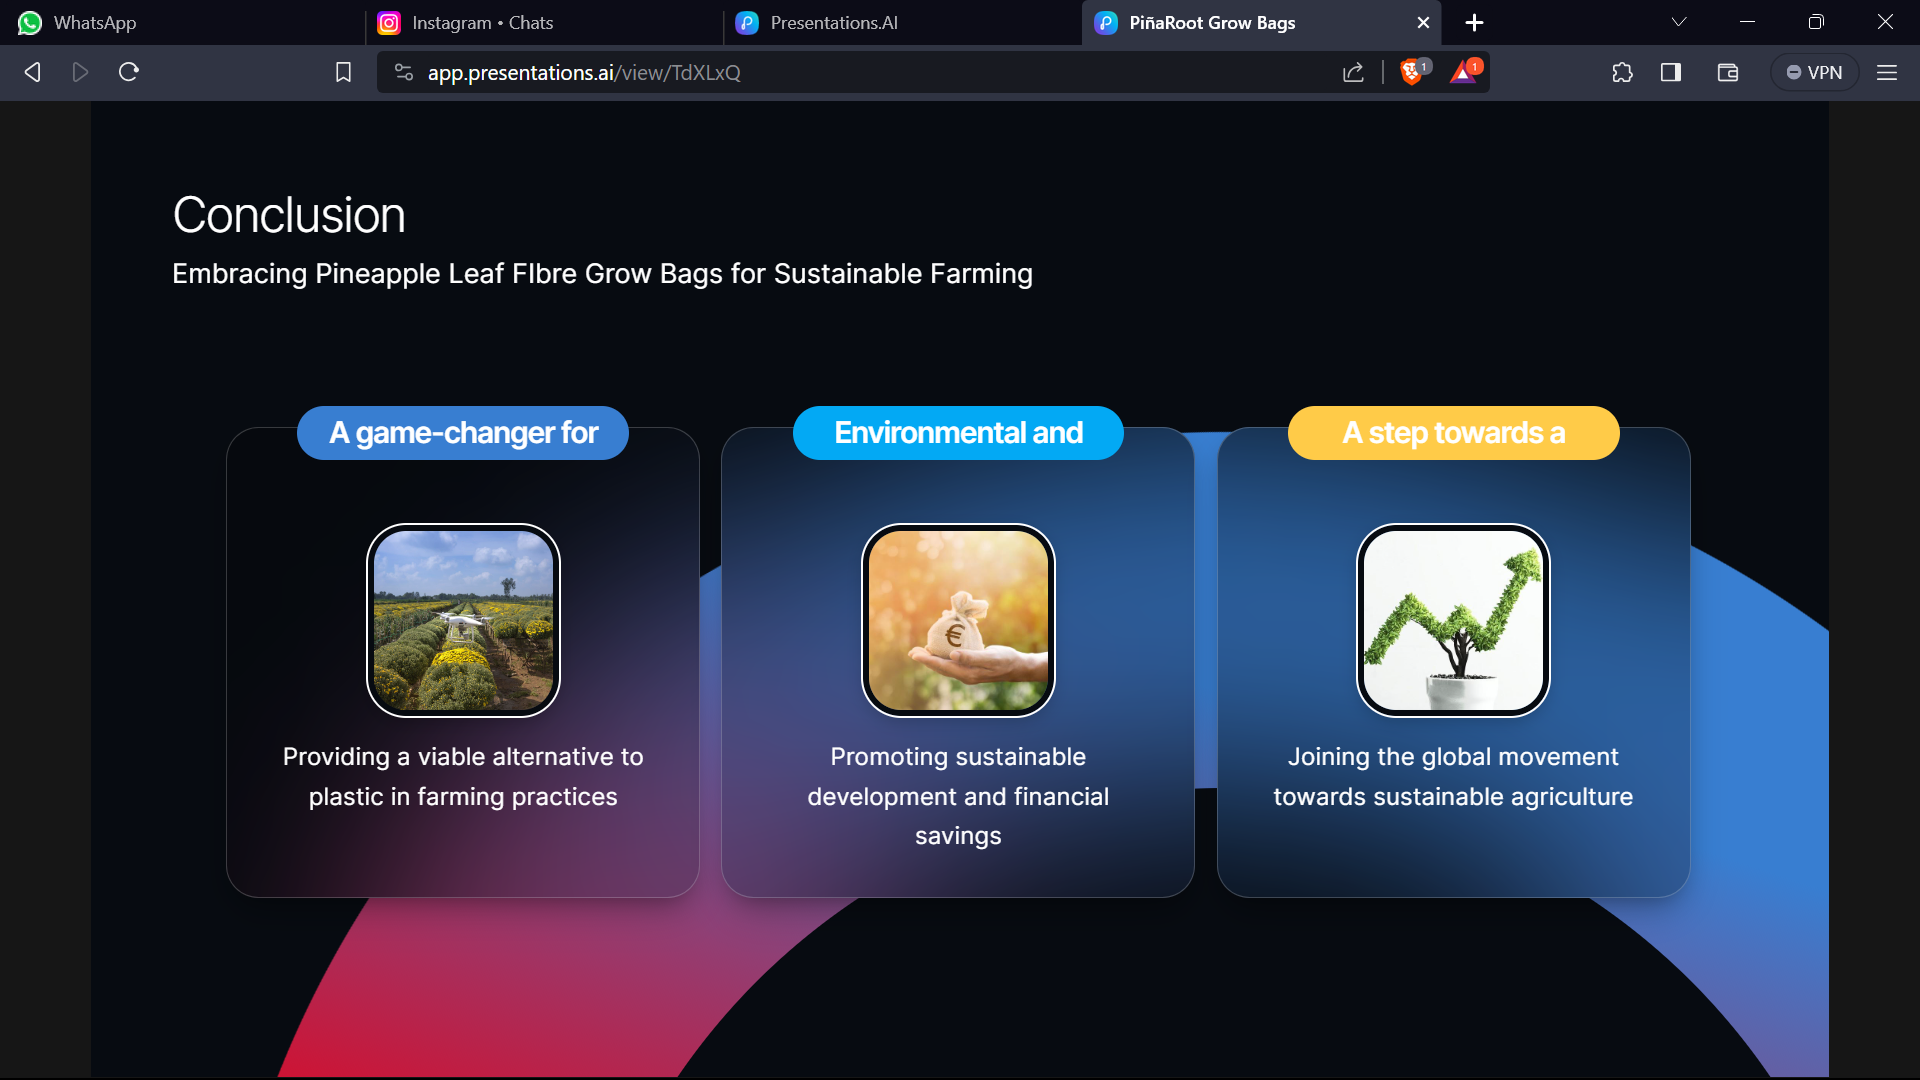 WhatsApp
Instagram • Chats
Presentations.AI
PiñaRoot Grow Bags
app.presentations.ai/view/TdXLxQ
1
1
VPN
Conclusion
Embracing Pineapple Leaf FIbre Grow Bags for Sustainable Farming
A game-changer for
Providing a viable alternative to
plastic in farming practices
Environmental and
€
Promoting sustainable
development and financial
savings
A step towards a
Joining the global movement
towards sustainable agriculture